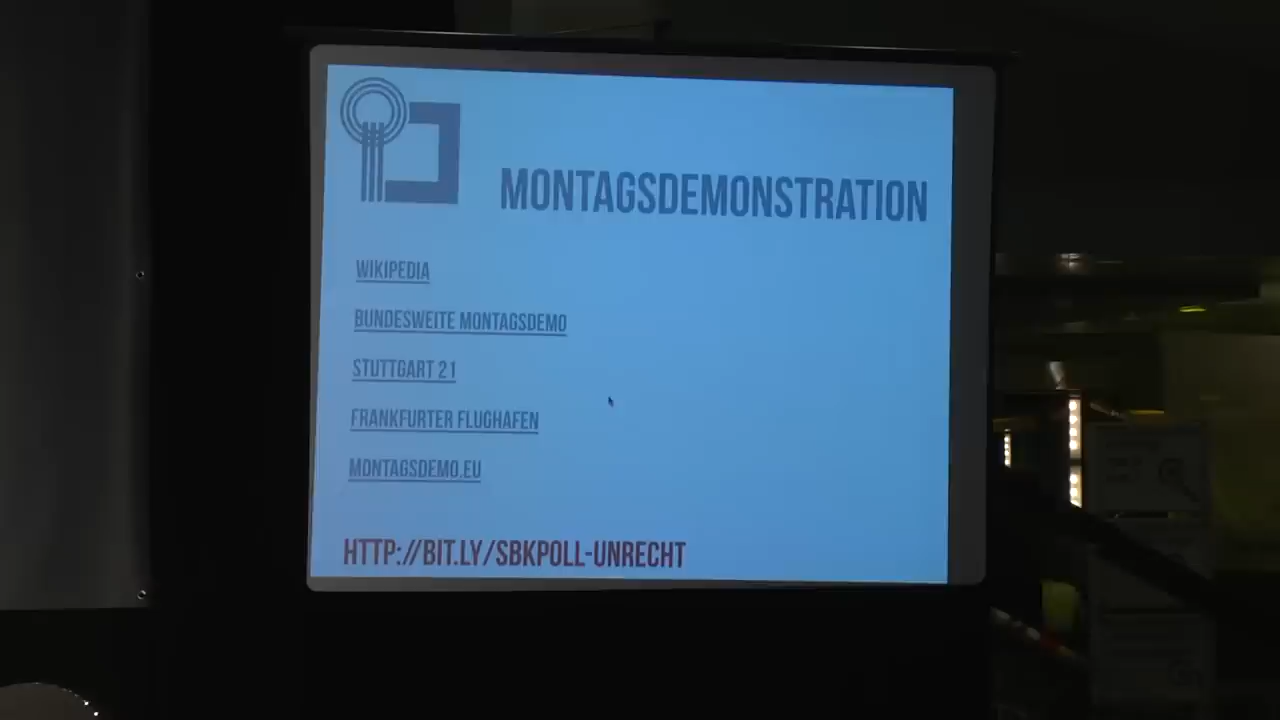 MONTAGSDEMONSTRATION
WIKIPEDIA
BUNDESWEITE MONTAGSDEMO
STUTTGART 21
FRANKFURTER FLUGHAFEN
MONTAGSDEMO.EU
HTTP://BIT.LY/SBKPOLL-UNRECHT